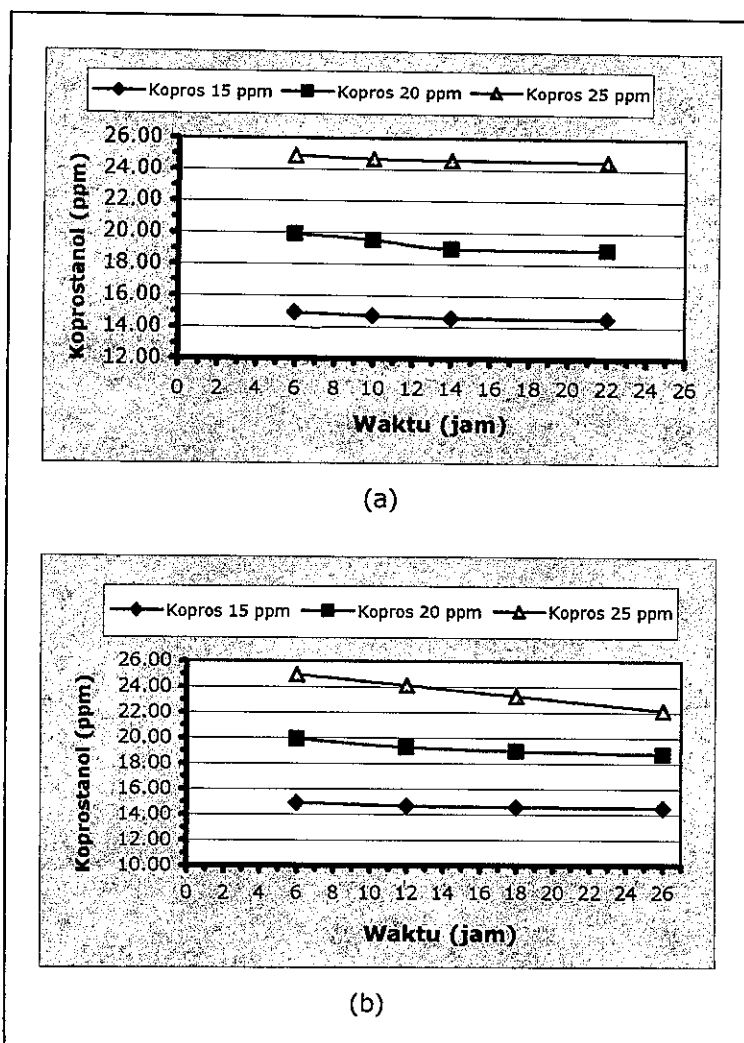 Kopros 15 ppm Kopros 20 ppm Kopros 25 ppm
26.00
24.00
22.00
20.00
18.00
16.00
14.00
12.00
Koprostanol (ppm)
0 2 4 6 8 10 12 14 16 18 20 22 24 26
Waktu (jam)
(a)
Kopros 15 ppm Kopros 20 ppm Kopros 25 ppm
26.00
24.00
22.00
20.00
18.00
16.00
14.00
12.00
10.00
Koprostanol (ppm)
0 2 4 6 8 10 12 14 16 18 20 22 24 26
Waktu (jam)
(b)